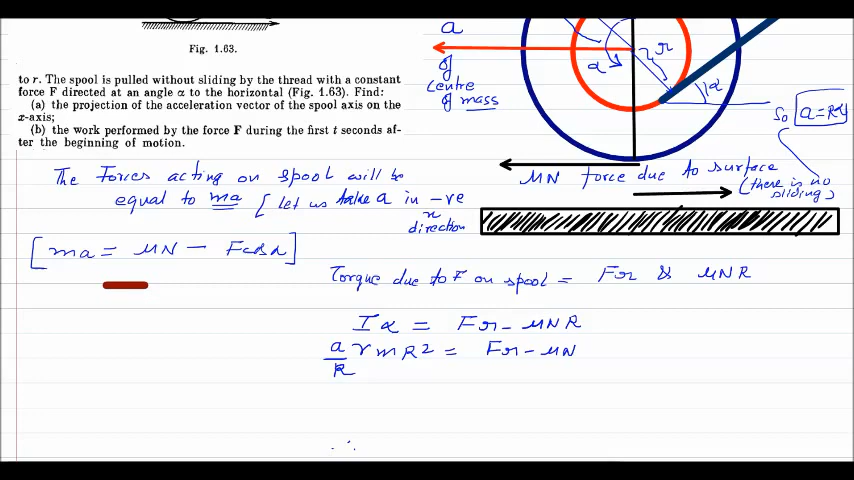 Fig. 1.63.
to r. The spool is pulled without sliding by the thread with a constant
force F directed at an angle α to the horizontal (Fig. 1.63). Find:
(a) the projection of the acceleration vector of the spool axis on the
x-axis;
(b) the work performed by the force F during the first t seconds af-
ter the beginning of motion.
a
of
centre
of mass
α
r
α
So a = Rα
μN force due to surface
(there is no
sliding)
The Forces acting on spool will be
equal to ma [let us take a in -ve
x
direction
[ma = μN - Fcosα]
Torque due to F on spool = Fr & μNR
Iα = Fr - μNR
a/R γmR2 = Fr - μN
∴